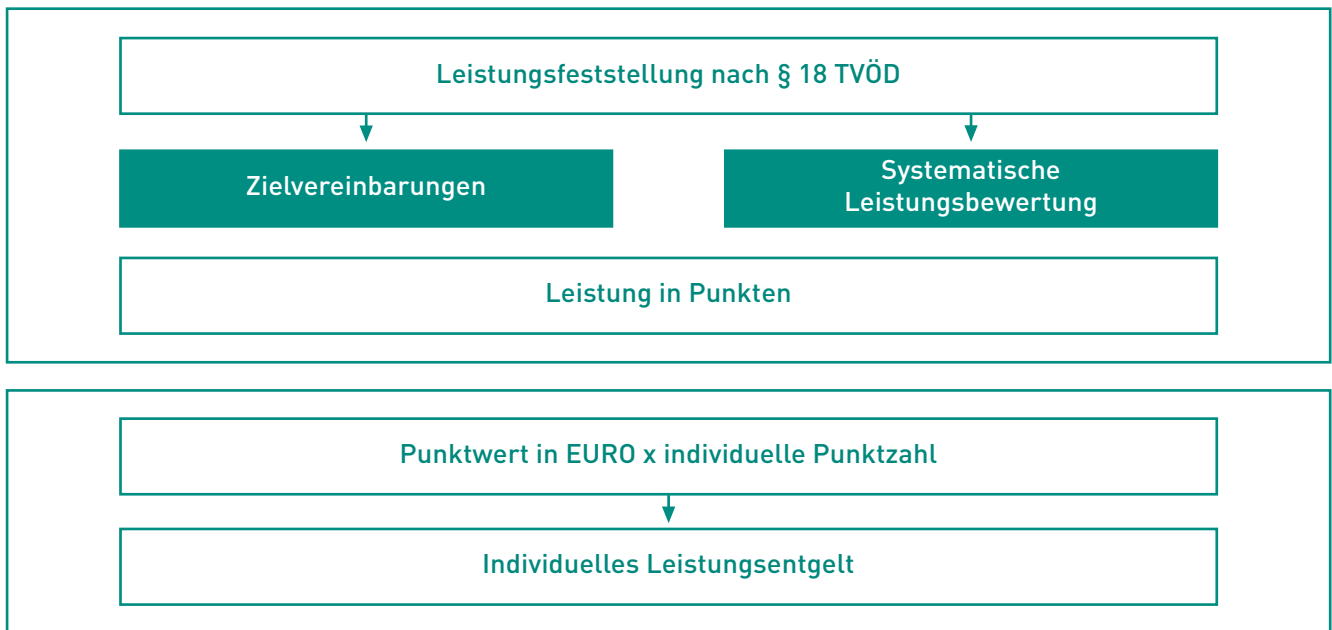 Leistungsfeststellung nach § 18 TVÖD
Zielvereinbarungen
Systematische
Leistungsbewertung
Leistung in Punkten
Punktwert in EURO x individuelle Punktzahl
Individuelles Leistungsentgelt